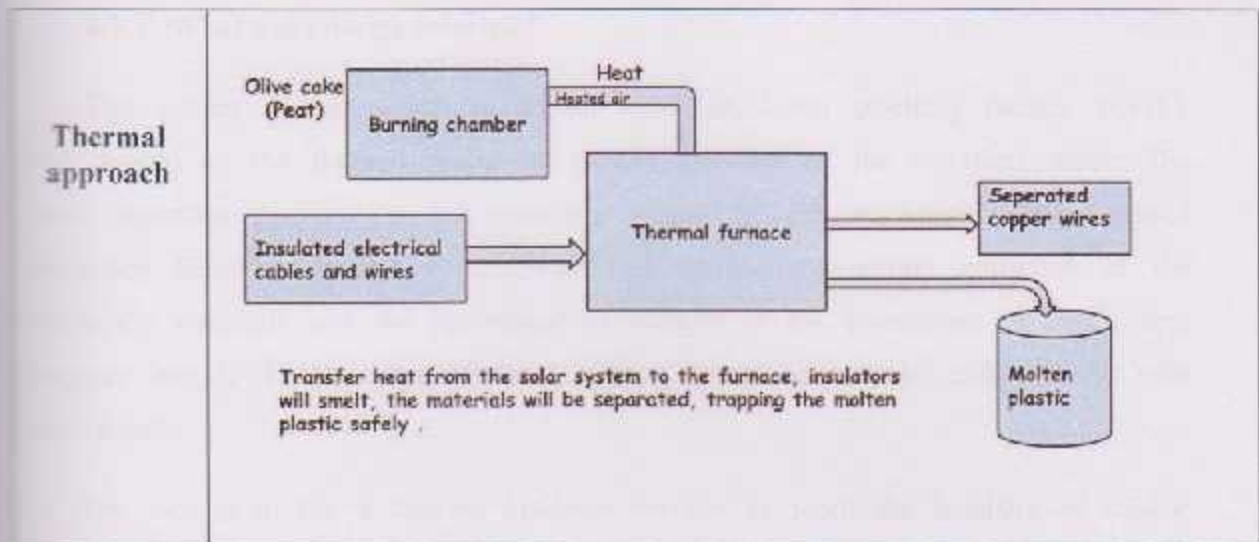 Thermal
approach
Olive cake
(Peat)
Burning chamber
Heat
Heated air
Insulated electrical
cables and wires
Thermal furnace
Seperated
copper wires
Molten
plastic
Transfer heat from the solar system to the furnace, insulators
will smelt, the materials will be separated, trapping the molten
plastic safely